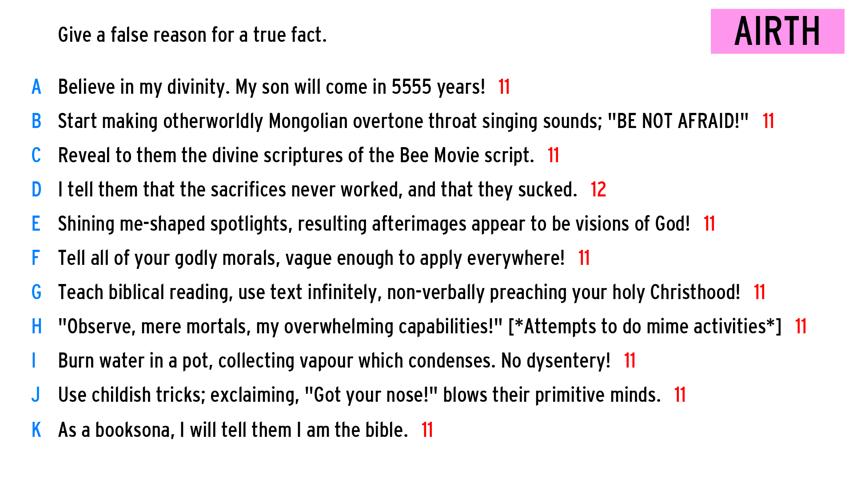 Give a false reason for a true fact.
AIRTH
A Believe in my divinity. My son will come in 5555 years! 11
B Start making otherworldly Mongolian overtone throat singing sounds; "BE NOT AFRAID!" 11
C Reveal to them the divine scriptures of the Bee Movie script. 11
D I tell them that the sacrifices never worked, and that they sucked. 12
E Shining me-shaped spotlights, resulting afterimages appear to be visions of God! 11
F Tell all of your godly morals, vague enough to apply everywhere! 11
G Teach biblical reading, use text infinitely, non-verbally preaching your holy Christhood! 11
H "Observe, mere mortals, my overwhelming capabilities!" [*Attempts to do mime activities*] 11
I Burn water in a pot, collecting vapour which condenses. No dysentery! 11
J Use childish tricks; exclaiming, "Got your nose!" blows their primitive minds. 11
K As a booksona, I will tell them I am the bible. 11